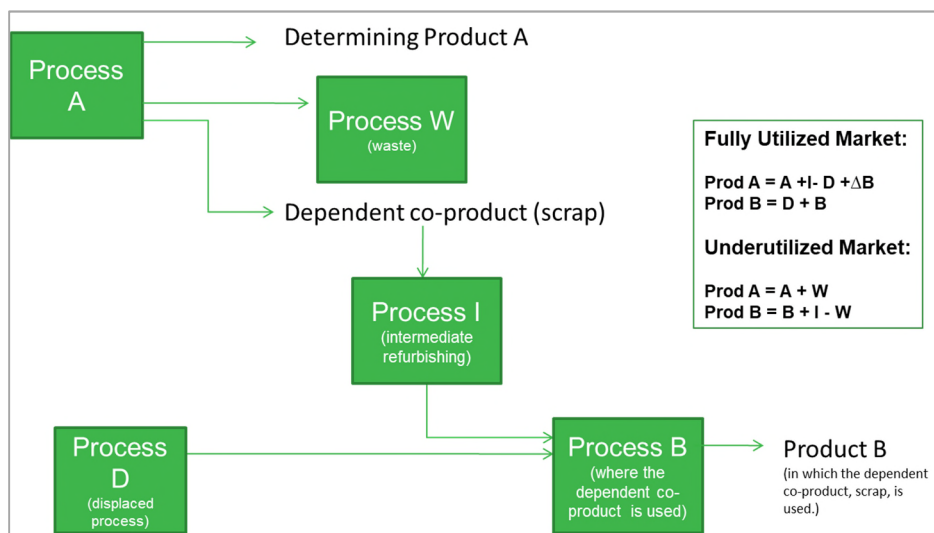 Determining Product A
Process
A
Process W
(waste)
Dependent co-product (scrap)
Process I
(intermediate
refurbishing)
Process
D
(displaced
process)
Process B
(where the
dependent co-
product is used)
Product B
(in which the dependent
co-product, scrap, is
used.)
Fully Utilized Market:
Prod A = A +I- D +ΔB
Prod B = D + B
Underutilized Market:
Prod A = A + W
Prod B = B + I - W